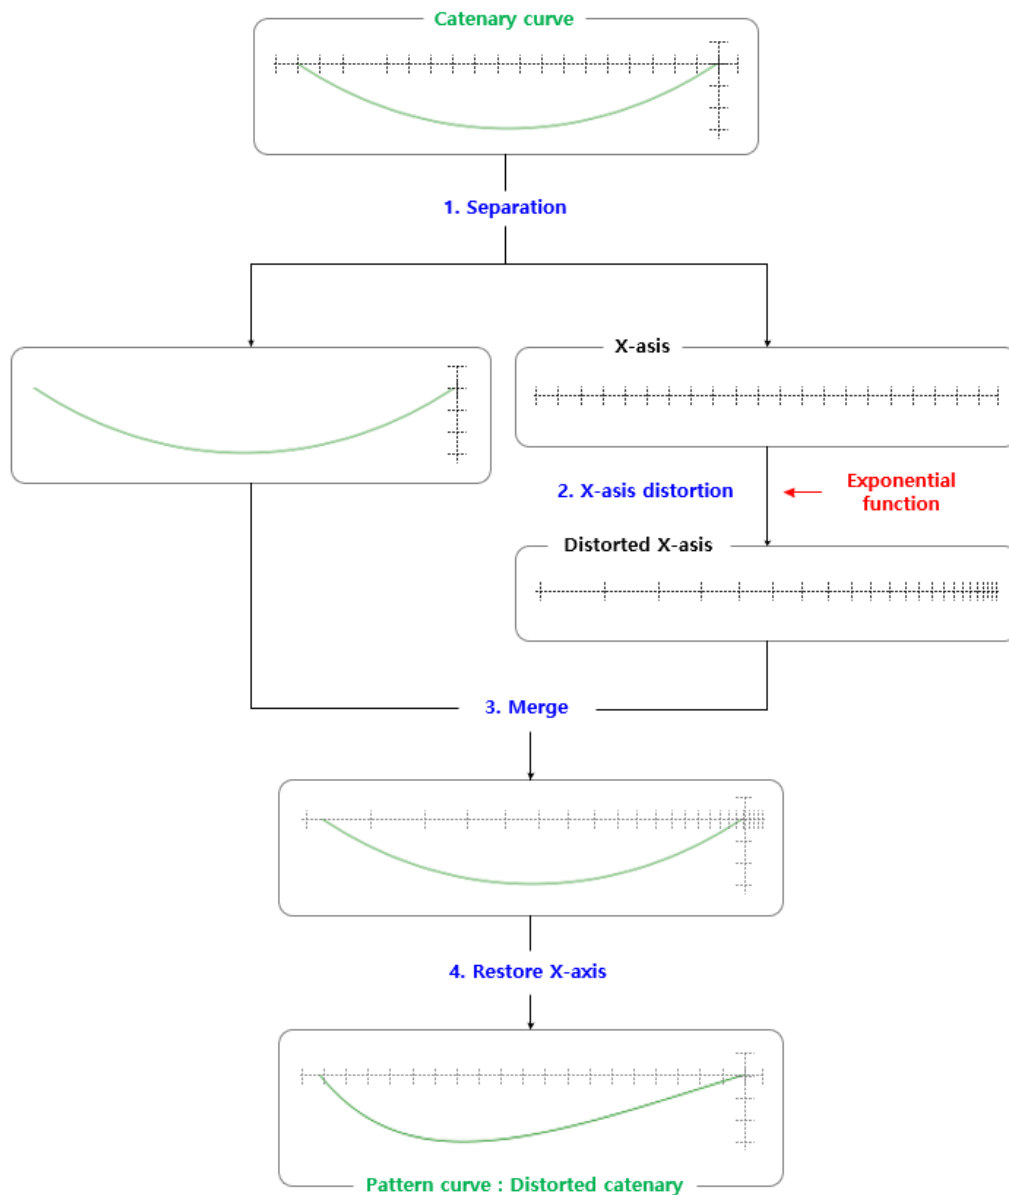 Catenary curve
1. Separation
X-asis
2. X-asis distortion
Exponential
function
Distorted X-asis
3. Merge
4. Restore X-axis
Pattern curve : Distorted catenary